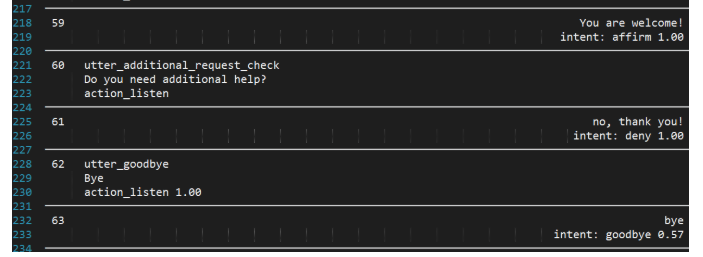 217
218 59 You are welcome!
219 intent: affirm 1.00
220
221 60 utter_additional_request_check
222 Do you need additional help?
223 action_listen
224
225 61 no, thank you!
226 intent: deny 1.00
227
228 62 utter_goodbye
229 Bye
230 action_listen 1.00
231
232 63 bye
233 intent: goodbye 0.57
234